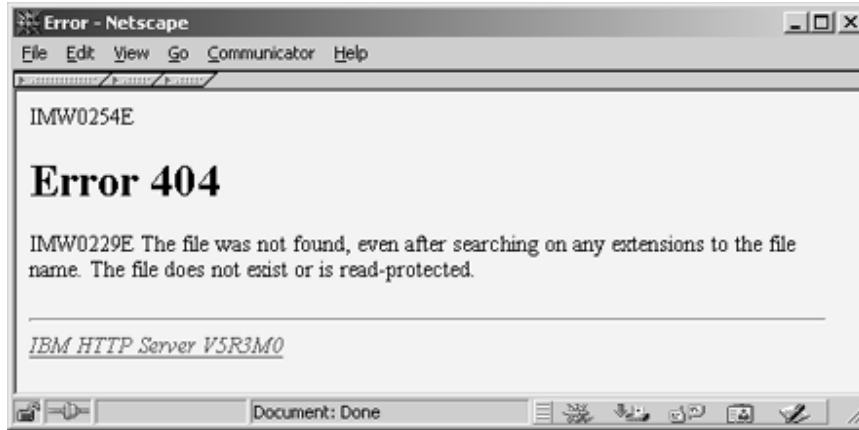 Error - Netscape
File Edit View Go Communicator Help
IMW0254E
Error 404
IMW0229E The file was not found, even after searching on any extensions to the file
name. The file does not exist or is read-protected.
IBM HTTP Server V5R3M0
Document: Done